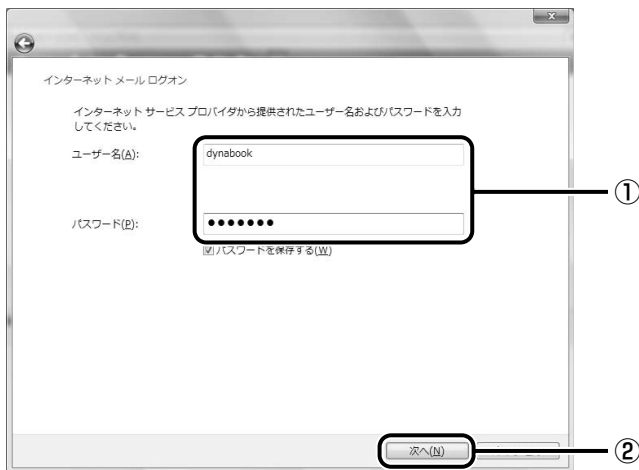 インターネット メール ログオン
インターネット サービス プロバイダから提供されたユーザー名およびパスワードを入力
してください。
ユーザー名(A):
dynabook
①
パスワード(P):
●●●●●●●
パスワードを保存する(W)
次へ(N)
②